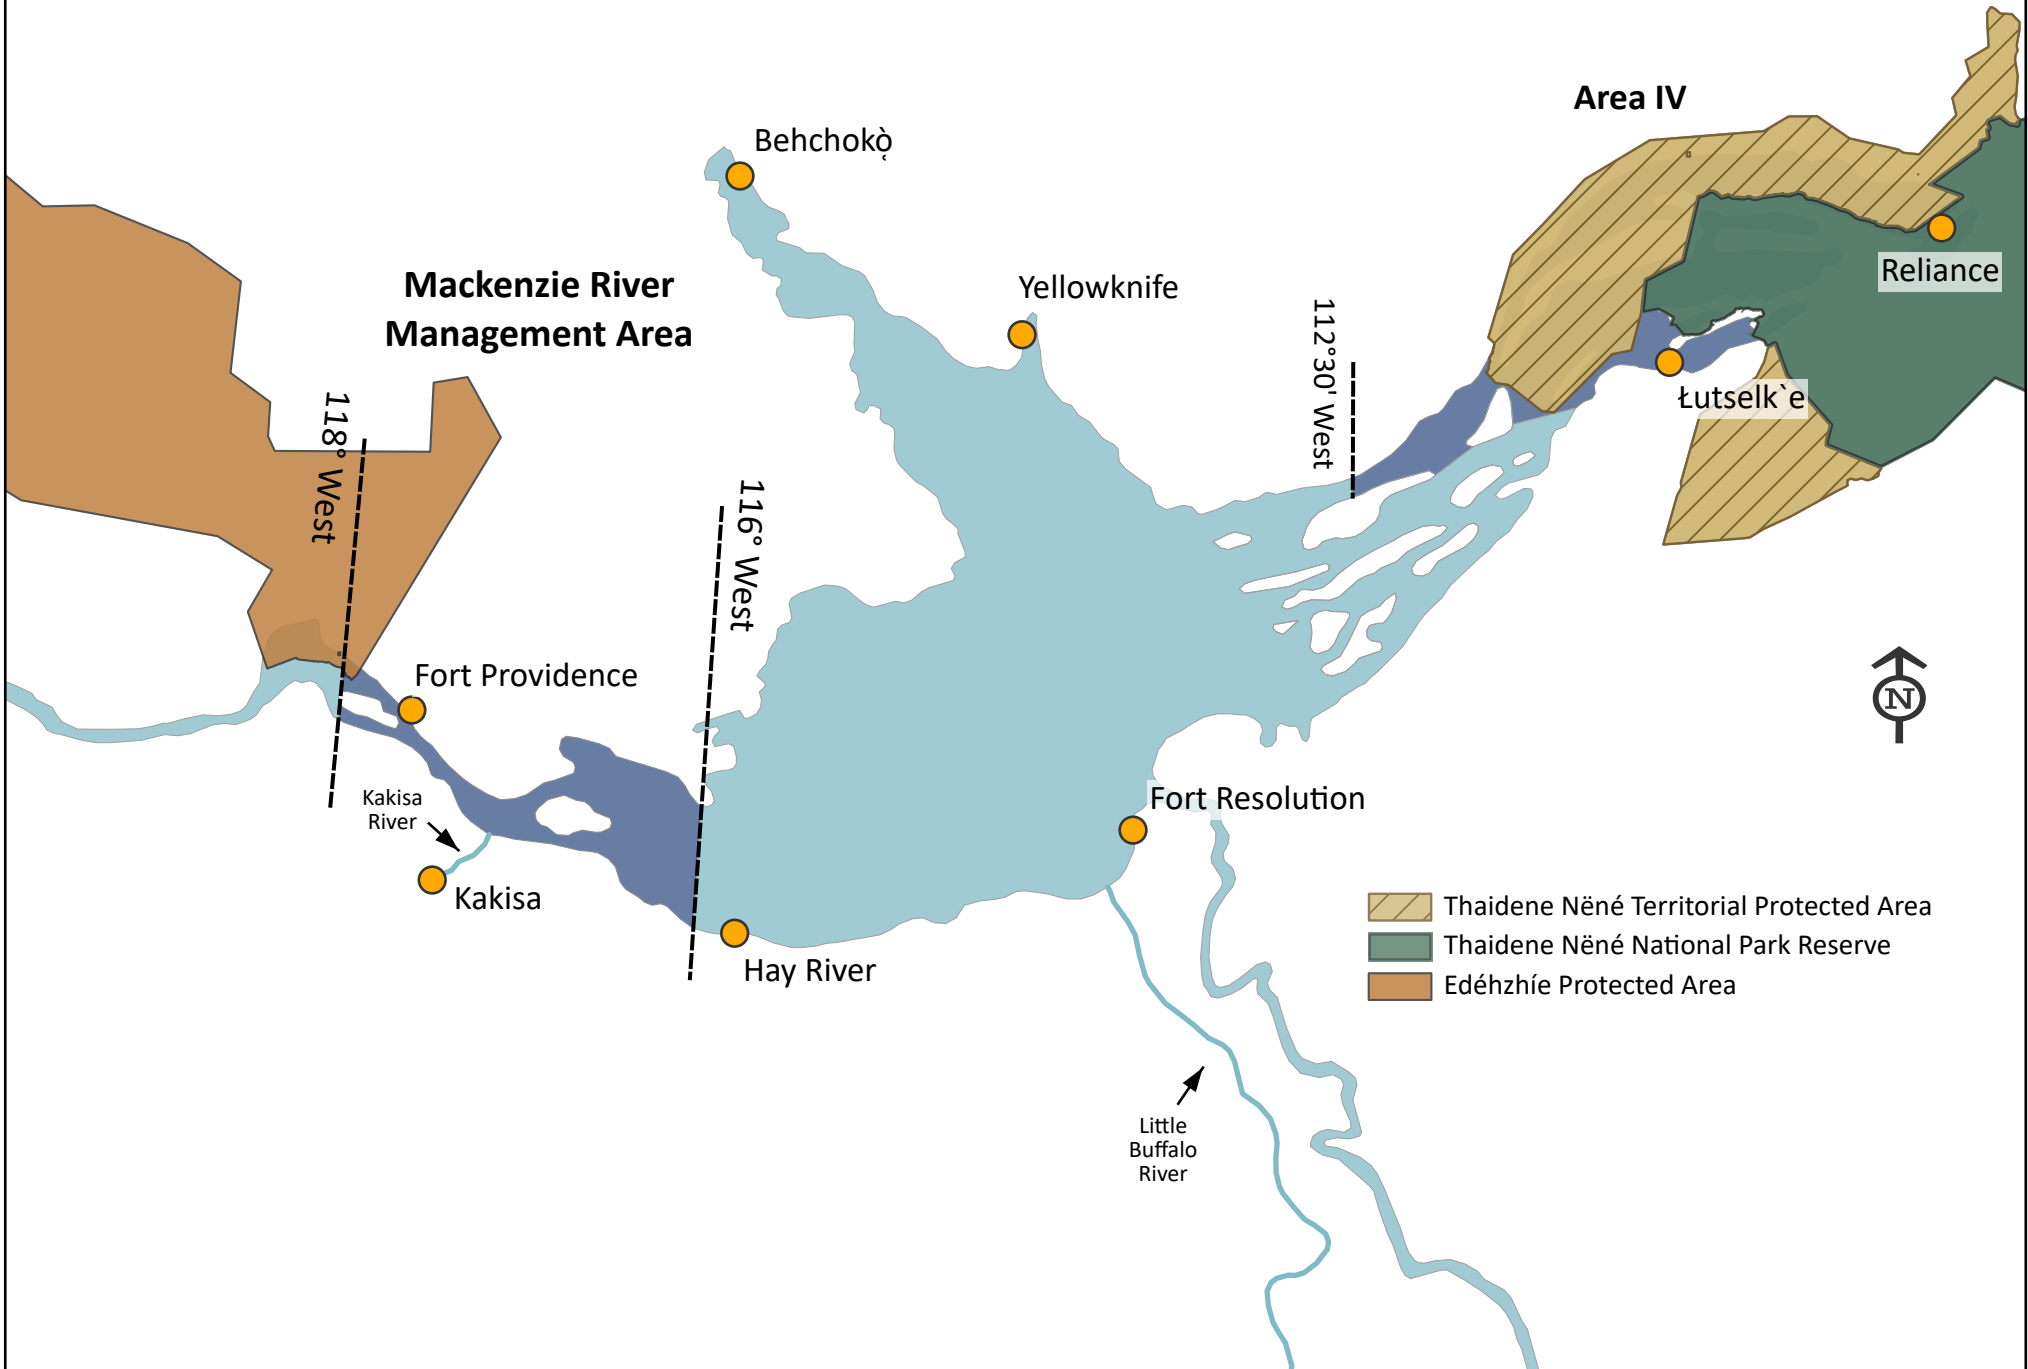 Area IV
Behchokǫ̀
Mackenzie River
Management Area
Yellowknife
Reliance
112°30' West
Łutselk`e
118° West
116° West
Fort Providence
N
Kakisa
River
Fort Resolution
Kakisa
Hay River
Thaidene Nëné Territorial Protected Area
Thaidene Nëné National Park Reserve
Edéhzhíe Protected Area
Little
Buffalo
River